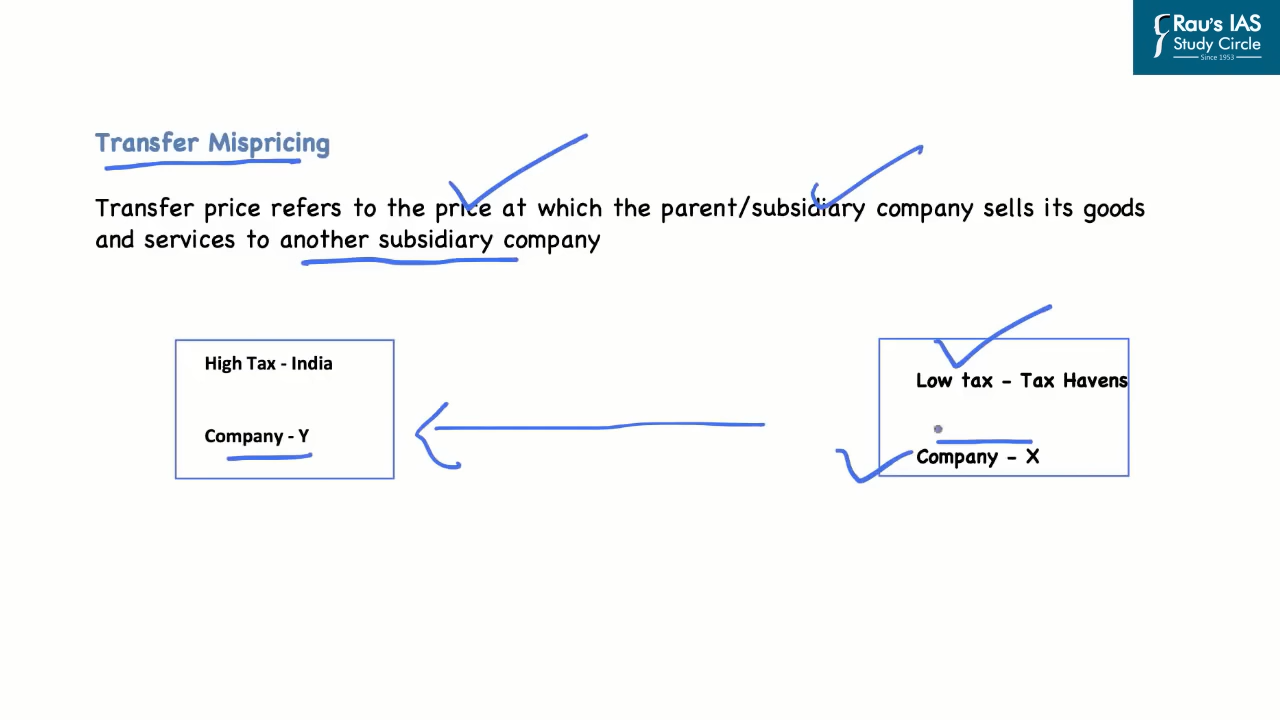 Rau's IAS
Study Circle
Since 1953
Transfer Mispricing
Transfer price refers to the price at which the parent/subsidiary company sells its goods
and services to another subsidiary company
High Tax - India
Company - Y
Low tax - Tax Havens
Company - X